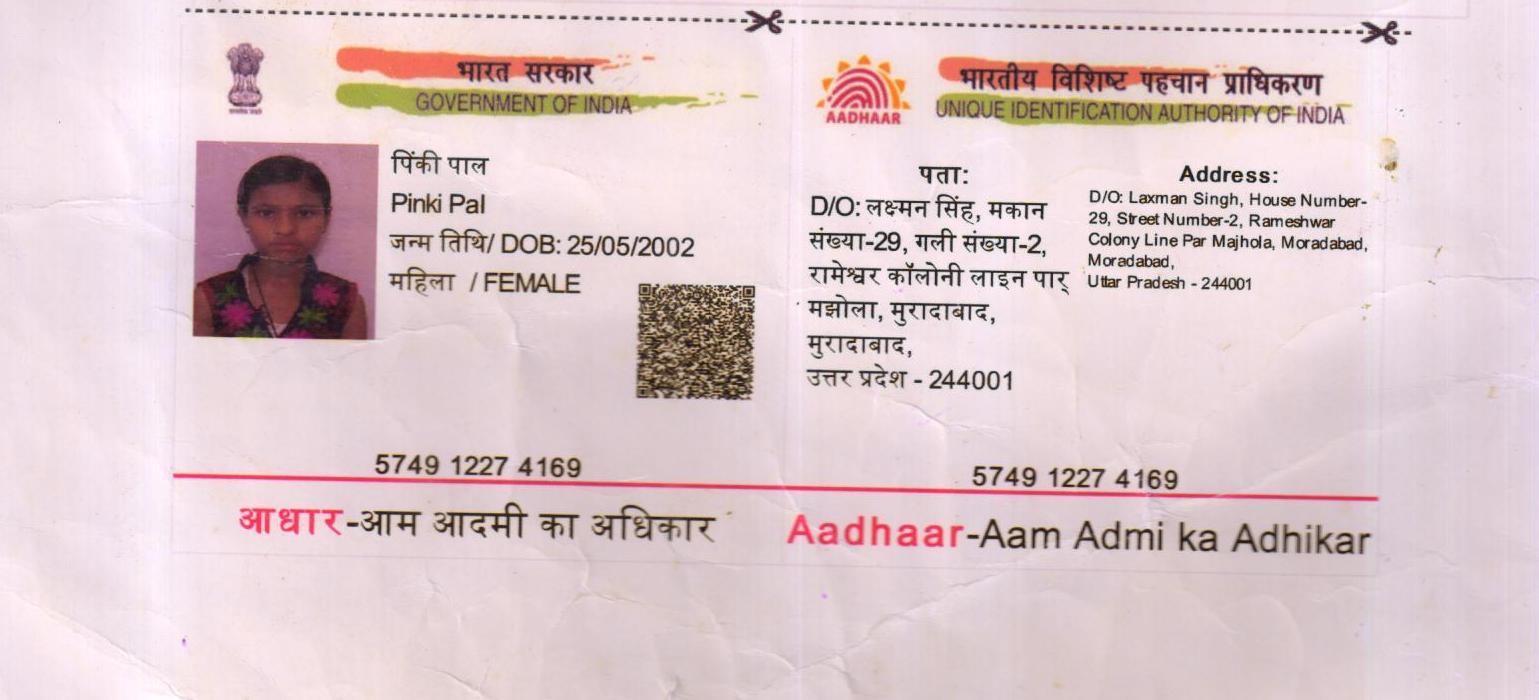 भारत सरकार
GOVERNMENT OF INDIA
पिंकी पाल
Pinki Pal
जन्म तिथि/ DOB: 25/05/2002
महिला / FEMALE
5749 1227 4169
आधार-आम आदमी का अधिकार
AADHAAR
भारतीय विशिष्ट पहचान प्राधिकरण
UNIQUE IDENTIFICATION AUTHORITY OF INDIA
पता:
D/O: लक्ष्मन सिंह, मकान
संख्या-29, गली संख्या-2,
रामेश्वर कॉलोनी लाइन पार्
मझोला, मुरादाबाद,
मुरादाबाद,
उत्तर प्रदेश - 244001
Address:
D/O: Laxman Singh, House Number-
29, Street Number-2, Rameshwar
Colony Line Par Majhola, Moradabad,
Moradabad,
Uttar Pradesh - 244001
5749 1227 4169
Aadhaar-Aam Admi ka Adhikar